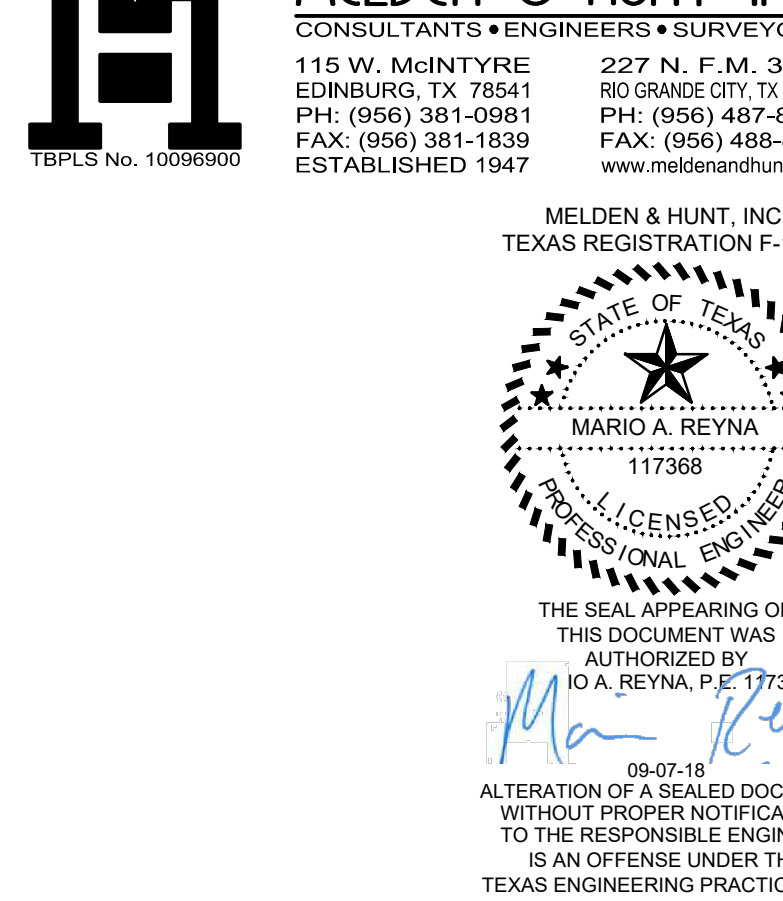 CONSULTANTS • ENGINEERS • SURVEYO
115 W. McINTYRE
EDINBURG, TX 78541
PH: (956) 381-0981
FAX: (956) 381-1839
ESTABLISHED 1947
227 N. F.M. 3
RIO GRANDE CITY, TX
PH: (956) 487-8
FAX: (956) 488-
www.meldenandhun
TBPLS No. 10096900
MELDEN & HUNT, INC
TEXAS REGISTRATION F-
STATE OF TEXAS
MARIO A. REYNA
117368
LICENSED
PROFESSIONAL ENGINEER
THE SEAL APPEARING ON
THIS DOCUMENT WAS
AUTHORIZED BY
IO A. REYNA, P.E. 1173
09-07-18
ALTERATION OF A SEALED DOC
WITHOUT PROPER NOTIFICA
TO THE RESPONSIBLE ENGIN
IS AN OFFENSE UNDER TH
TEXAS ENGINEERING PRACTIC